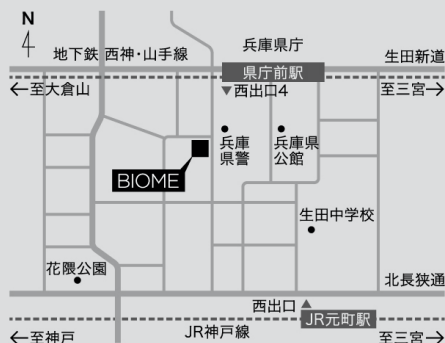 N
兵庫県庁
地下鉄 西神・山手線
生田新道
県庁前駅
←至大倉山
▼西出口4
至三宮→
兵庫
県警
兵庫県
公館
BIOME
生田中学校
花隈公園
北長狭通
西出口▲
JR元町駅
←至神戸
JR神戸線
至三宮→